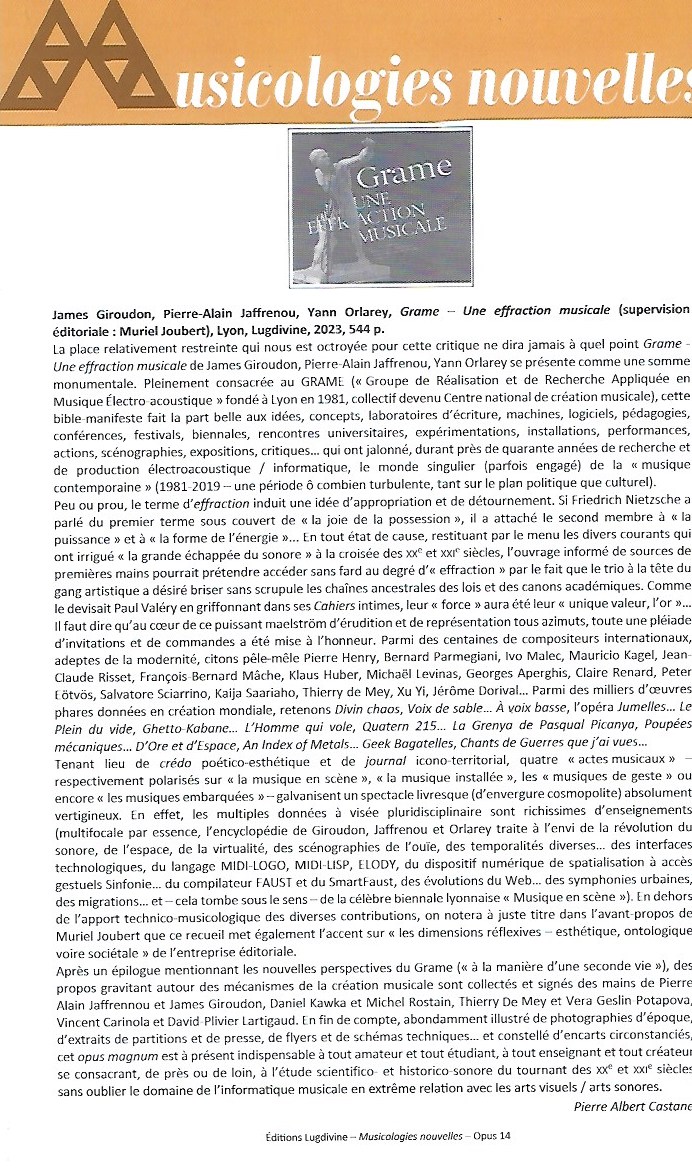 Musicologies nouvelles
Grame
UNE
EFFRACTION
MUSICALE
James Giroudon, Pierre-Alain Jaffrenou, Yann Orlarey, Grame – Une effraction musicale (supervision
éditoriale : Muriel Joubert), Lyon, Lugdivine, 2023, 544 p.
La place relativement restreinte qui nous est octroyée pour cette critique ne dira jamais à quel point Grame -
Une effraction musicale de James Giroudon, Pierre-Alain Jaffrenou, Yann Orlarey se présente comme une somme
monumentale. Pleinement consacrée au GRAME (« Groupe de Réalisation et de Recherche Appliquée en
Musique Électro-acoustique » fondé à Lyon en 1981, collectif devenu Centre national de création musicale), cette
bible-manifeste fait la part belle aux idées, concepts, laboratoires d'écriture, machines, logiciels, pédagogies,
conférences, festivals, biennales, rencontres universitaires, expérimentations, installations, performances,
actions, scénographies, expositions, critiques... qui ont jalonné, durant près de quarante années de recherche et
de production électroacoustique / informatique, le monde singulier (parfois engagé) de la « musique
contemporaine » (1981-2019 – une période ô combien turbulente, tant sur le plan politique que culturel).
Peu ou prou, le terme d'effraction induit une idée d'appropriation et de détournement. Si Friedrich Nietzsche a
parlé du premier terme sous couvert de « la joie de la possession », il a attaché le second membre à « la
puissance » et à « la forme de l'énergie »... En tout état de cause, restituant par le menu les divers courants qui
ont irrigué « la grande échappée du sonore » à la croisée des XXe et XXIe siècles, l'ouvrage informé de sources de
premières mains pourrait prétendre accéder sans fard au degré d'« effraction » par le fait que le trio à la tête du
gang artistique a désiré briser sans scrupule les chaînes ancestrales des lois et des canons académiques. Comme
le devisait Paul Valéry en griffonnant dans ses Cahiers intimes, leur « force » aura été leur « unique valeur, l'or »...
Il faut dire qu'au cœur de ce puissant maelström d'érudition et de représentation tous azimuts, toute une pléiade
d'invitations et de commandes a été mise à l'honneur. Parmi des centaines de compositeurs internationaux,
adeptes de la modernité, citons pêle-mêle Pierre Henry, Bernard Parmegiani, Ivo Malec, Mauricio Kagel, Jean-
Claude Risset, François-Bernard Mâche, Klaus Huber, Michaël Levinas, Georges Aperghis, Claire Renard, Peter
Eötvös, Salvatore Sciarrino, Kaija Saariaho, Thierry de Mey, Xu Yi, Jérôme Dorival... Parmi des milliers d'œuvres
phares données en création mondiale, retenons Divin chaos, Voix de sable... À voix basse, l'opéra Jumelles... Le
Plein du vide, Ghetto-Kabane... L'Homme qui vole, Quatern 215... La Grenya de Pasqual Picanya, Poupées
mécaniques... D'Ore et d'Espace, An Index of Metals... Geek Bagatelles, Chants de Guerres que j'ai vues...
Tenant lieu de crédo poético-esthétique et de journal icono-territorial, quatre « actes musicaux » –
respectivement polarisés sur « la musique en scène », « la musique installée », les « musiques de geste » ou
encore « les musiques embarquées » – galvanisent un spectacle livresque (d'envergure cosmopolite) absolument
vertigineux. En effet, les multiples données à visée pluridisciplinaire sont richissimes d'enseignements
(multifocale par essence, l'encyclopédie de Giroudon, Jaffrenou et Orlarey traite à l'envi de la révolution du
sonore, de l'espace, de la virtualité, des scénographies de l'ouïe, des temporalités diverses... des interfaces
technologiques, du langage MIDI-LOGO, MIDI-LISP, ELODY, du dispositif numérique de spatialisation à accès
gestuels Sinfonie... du compilateur FAUST et du SmartFaust, des évolutions du Web... des symphonies urbaines,
des migrations... et – cela tombe sous le sens – de la célèbre biennale lyonnaise « Musique en scène »). En dehors
de l'apport technico-musicologique des diverses contributions, on notera à juste titre dans l'avant-propos de
Muriel Joubert que ce recueil met également l'accent sur « les dimensions réflexives – esthétique, ontologique
voire sociétale » de l'entreprise éditoriale.
Après un épilogue mentionnant les nouvelles perspectives du Grame (« à la manière d'une seconde vie »), des
propos gravitant autour des mécanismes de la création musicale sont collectés et signés des mains de Pierre
Alain Jaffrennou et James Giroudon, Daniel Kawka et Michel Rostain, Thierry De Mey et Vera Geslin Potapova,
Vincent Carinola et David-Plivier Lartigaud. En fin de compte, abondamment illustré de photographies d'époque,
d'extraits de partitions et de presse, de flyers et de schémas techniques... et constellé d'encarts circonstanciés,
cet opus magnum est à présent indispensable à tout amateur et tout étudiant, à tout enseignant et tout créateur
se consacrant, de près ou de loin, à l'étude scientifico- et historico-sonore du tournant des XXe et XXIe siècles
sans oublier le domaine de l'informatique musicale en extrême relation avec les arts visuels / arts sonores.
Pierre Albert Castane
Éditions Lugdivine – Musicologies nouvelles – Opus 14